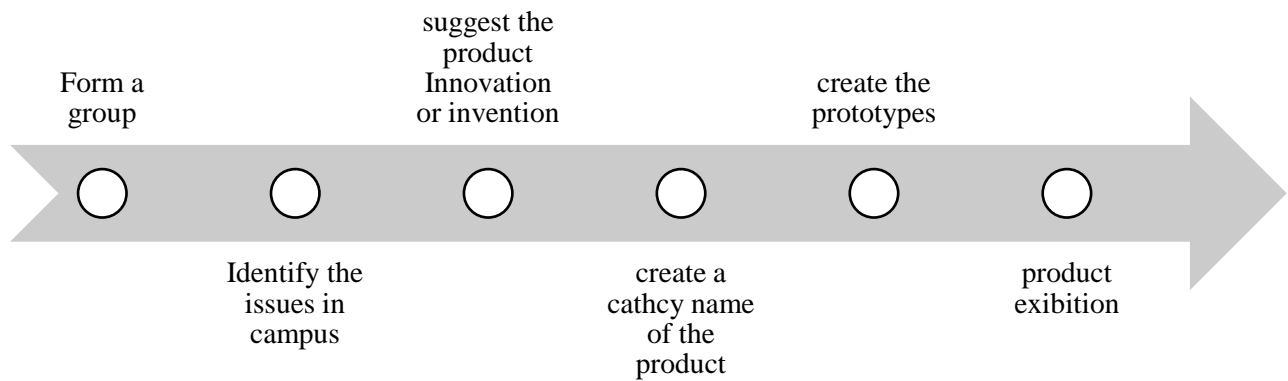 Form a
group
Identify the
issues in
campus
suggest the
product
Innovation
or invention
create a
cathcy name
of the
product
create the
prototypes
product
exibition